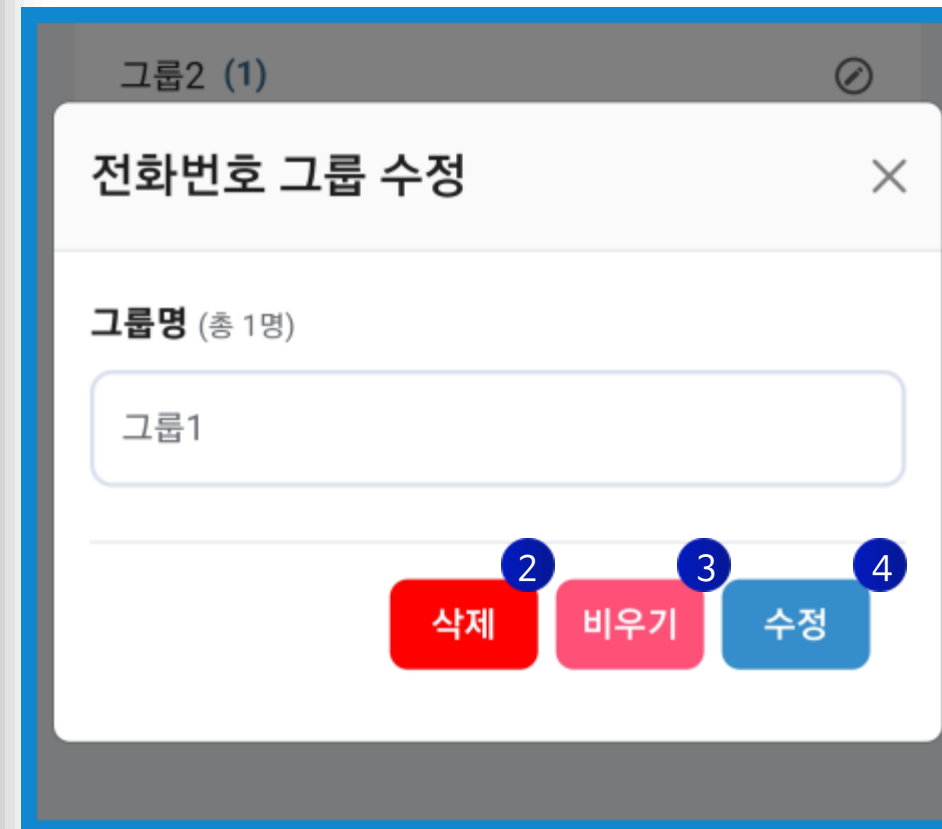 그룹2 (1)
전화번호 그룹 수정
그룹명 (총 1명)
그룹1
2 3 4
삭제 비우기 수정